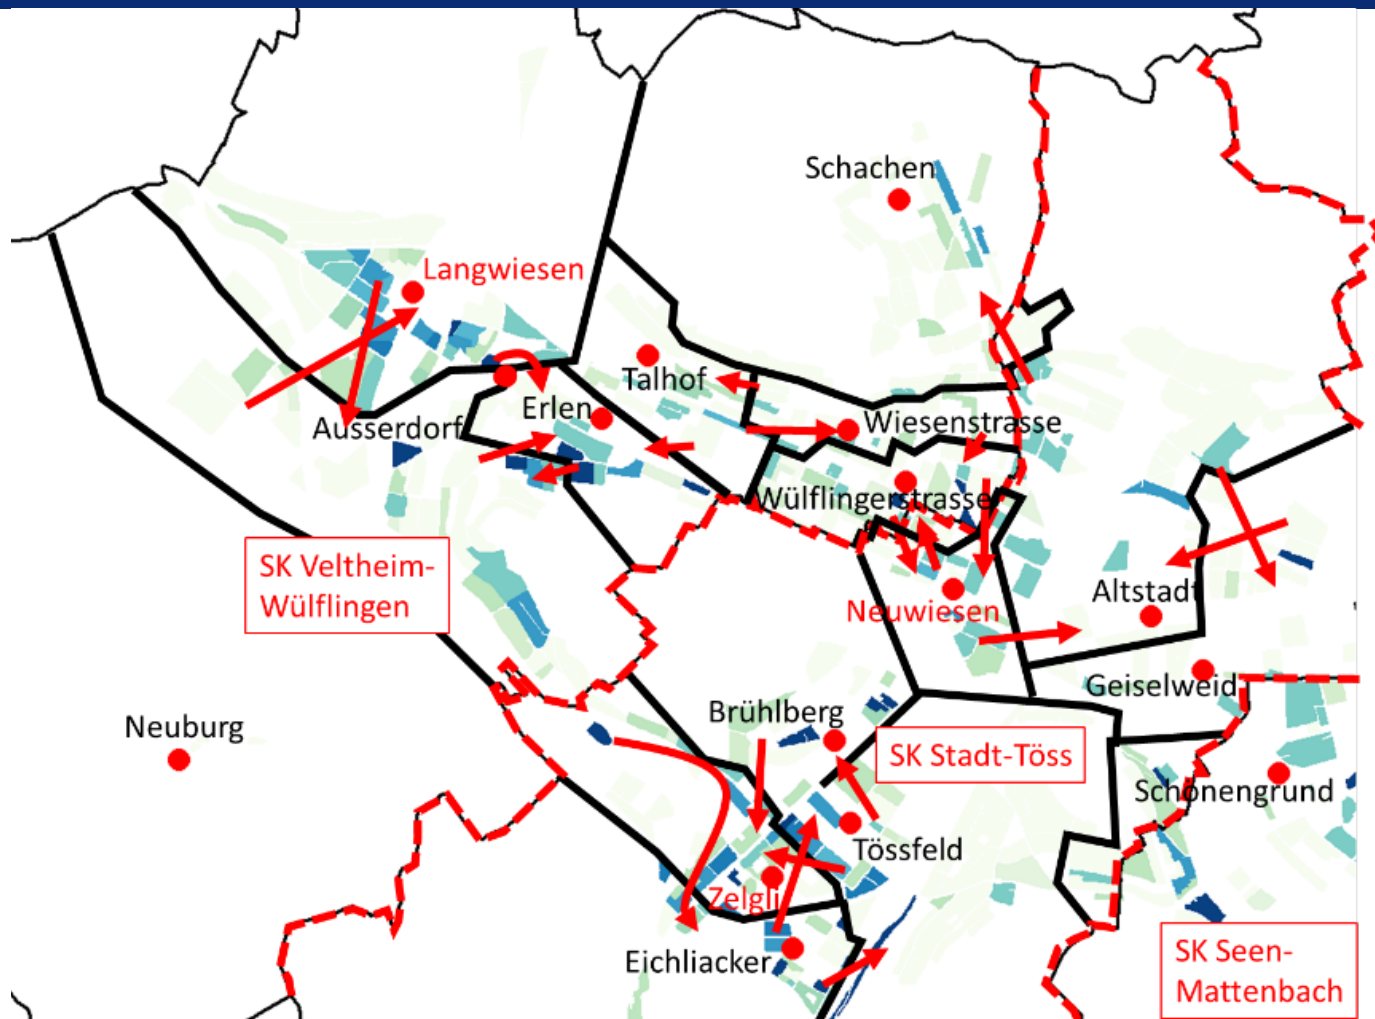 Schachen
Langwiesen
Talhof
Erlen
Ausserdorf
Wiesenstrasse
Wülflingerstrasse
SK Veltheim-
Wülflingen
Altstadt
Neuwiesen
Geiselweid
Neuburg
Brühlberg
SK Stadt-Töss
Schönengrund
Tössfeld
Zelgli
Eichliacker
SK Seen-
Mattenbach